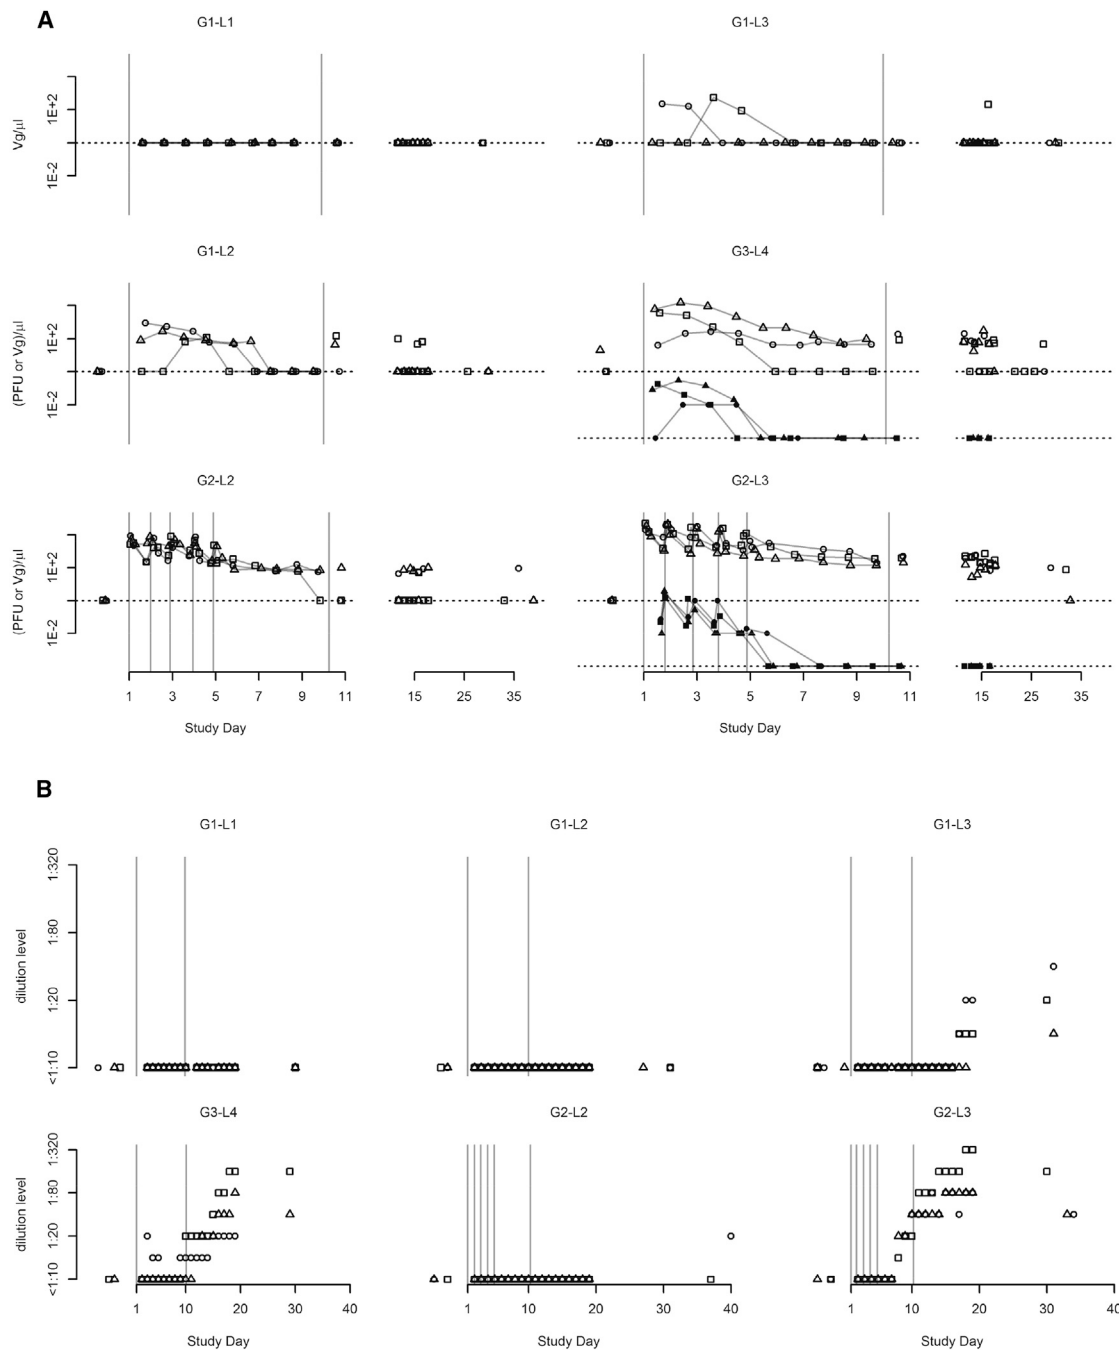 A
G1-L1
G1-L3
Vg/µl
1E+2
1E-2
G1-L2
G3-L4
(PFU or Vg)/µl
1E+2
1E-2
G2-L2
G2-L3
(PFU or Vg)/µl
1E+2
1E-2
1 3 5 7 9 11 15 25 35 1 3 5 7 9 11 15 25 35
Study Day Study Day
B
G1-L1 G1-L2 G1-L3
dilution level
1:320
1:80
1:20
<1:10
G3-L4 G2-L2 G2-L3
dilution level
1:320
1:80
1:20
<1:10
1 10 20 30 40 1 10 20 30 40 1 10 20 30 40
Study Day Study Day Study Day